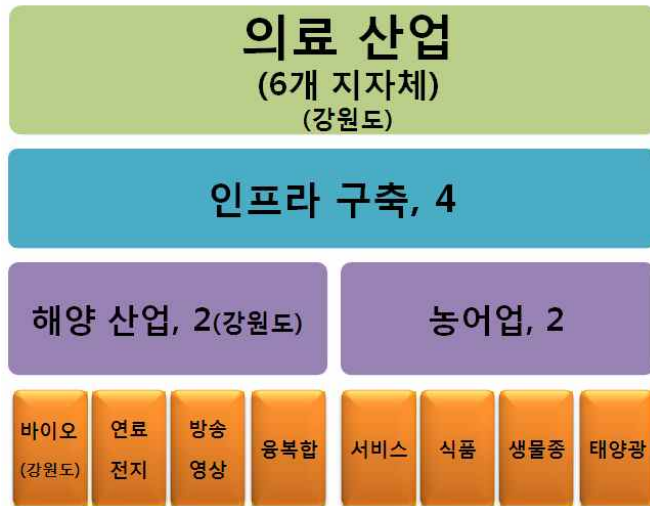 의료 산업
(6개 지자체)
(강원도)
인프라 구축, 4
해양 산업, 2(강원도)
농어업, 2
바이오
(강원도)
연료
전지
방송
영상
융복합
서비스
식품
생물종
태양광